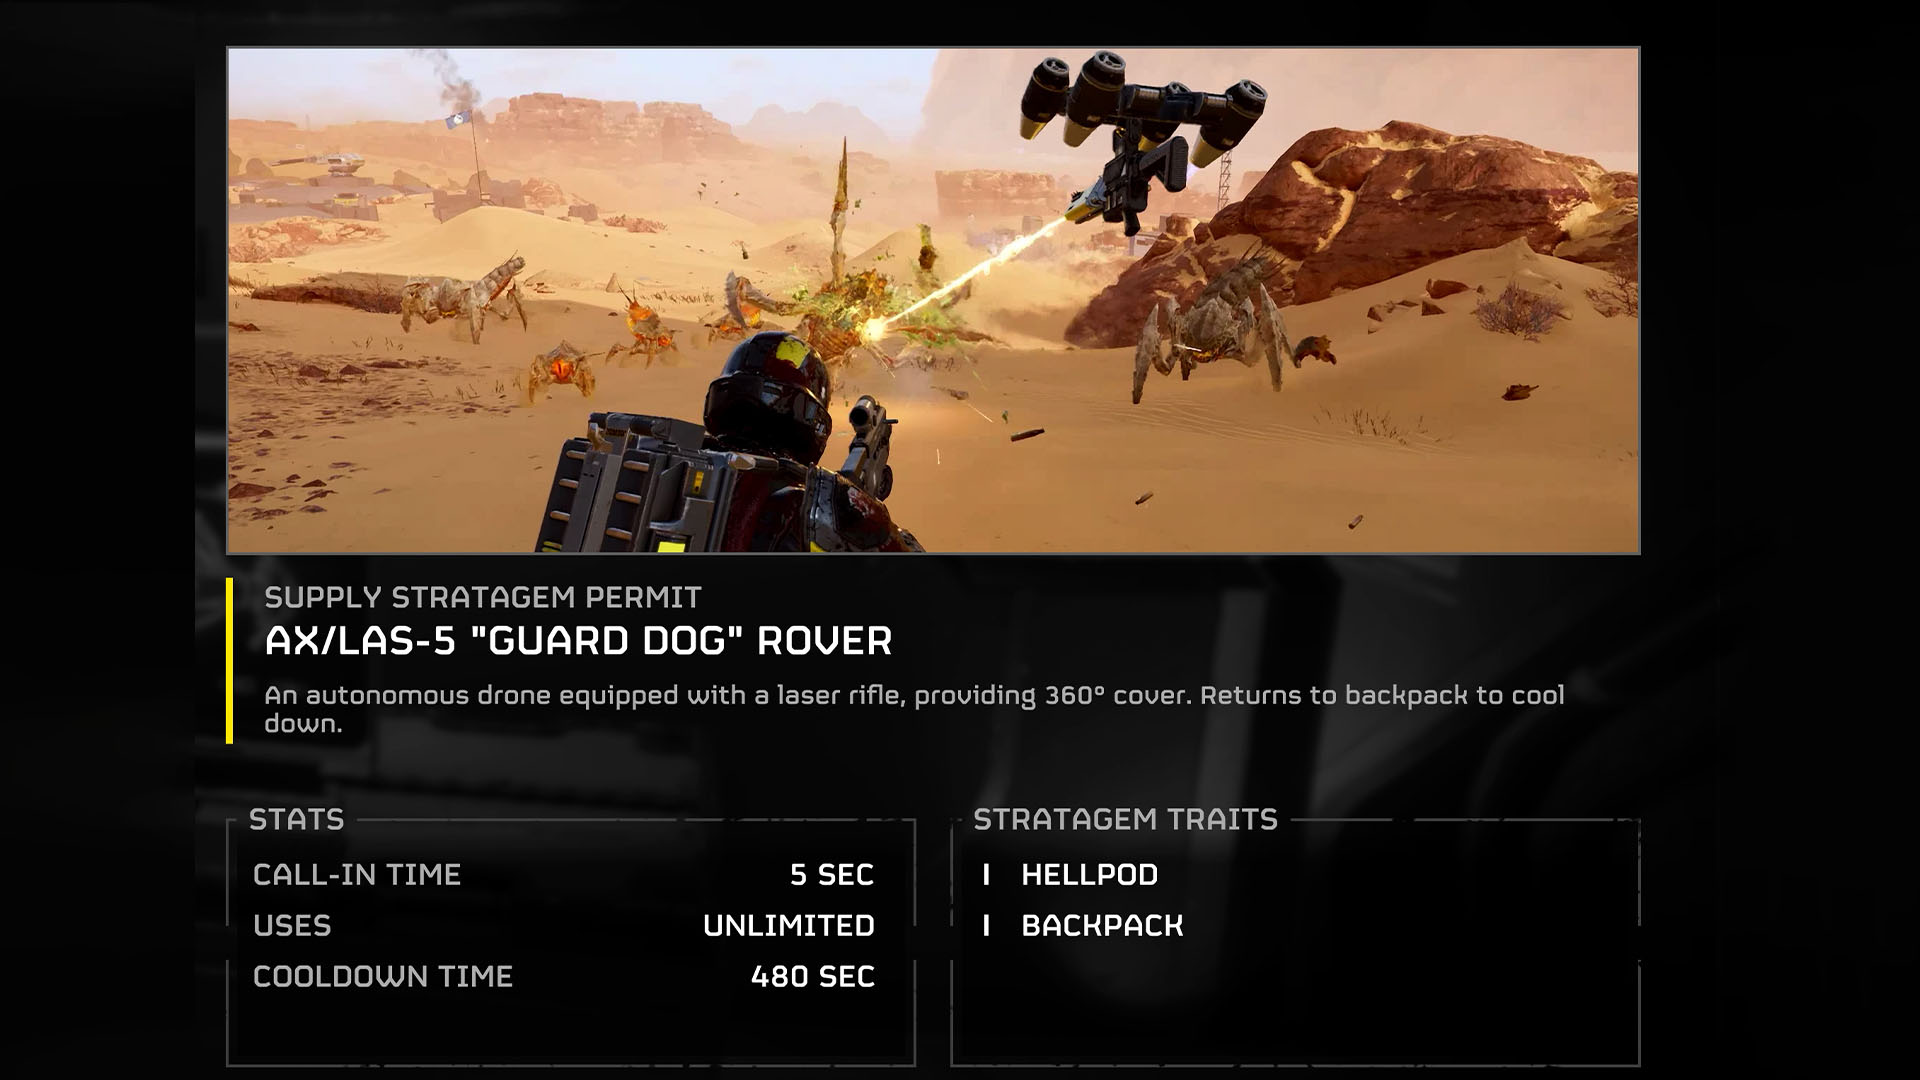 SUPPLY STRATAGEM PERMIT
AX/LAS-5 "GUARD DOG" ROVER
An autonomous drone equipped with a laser rifle, providing 360° cover. Returns to backpack to cool
down.
STATS
CALL-IN TIME 5 SEC
USES UNLIMITED
COOLDOWN TIME 480 SEC
STRATAGEM TRAITS
I HELLPOD
I BACKPACK